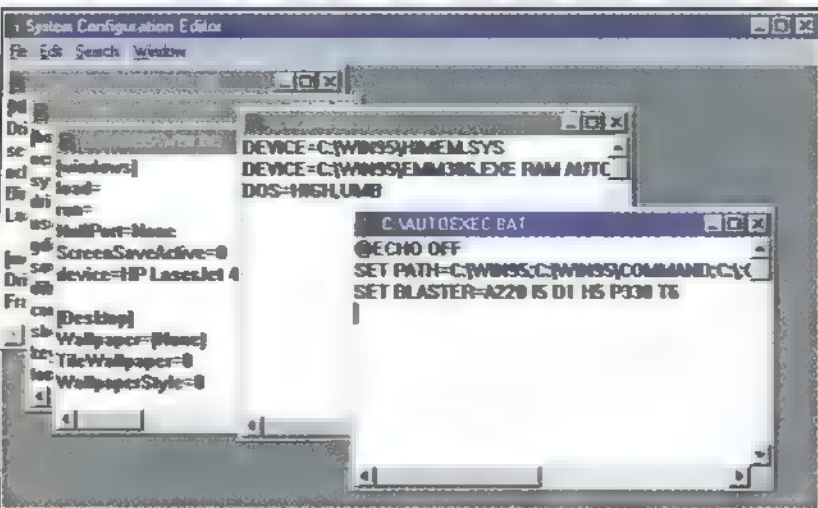 System Configuration Editor
File Edit Search Window
[windows]
load=
run=
NullPort=None
ScreenSaveActive=0
device=HP LaserJet 4
[Desktop]
Wallpaper=(None)
TileWallpaper=0
WallpaperStyle=0
DEVICE=C:\WIN95\HIMEM.SYS
DEVICE=C:\WIN95\EMM386.EXE RAM AUTO
DOS=HIGH,UMB
C:\AUTOEXEC.BAT
@ECHO OFF
SET PATH=C:\WIN95;C:\WIN95\COMMAND;C:\
SET BLASTER=A220 I5 D1 H5 P330 T6